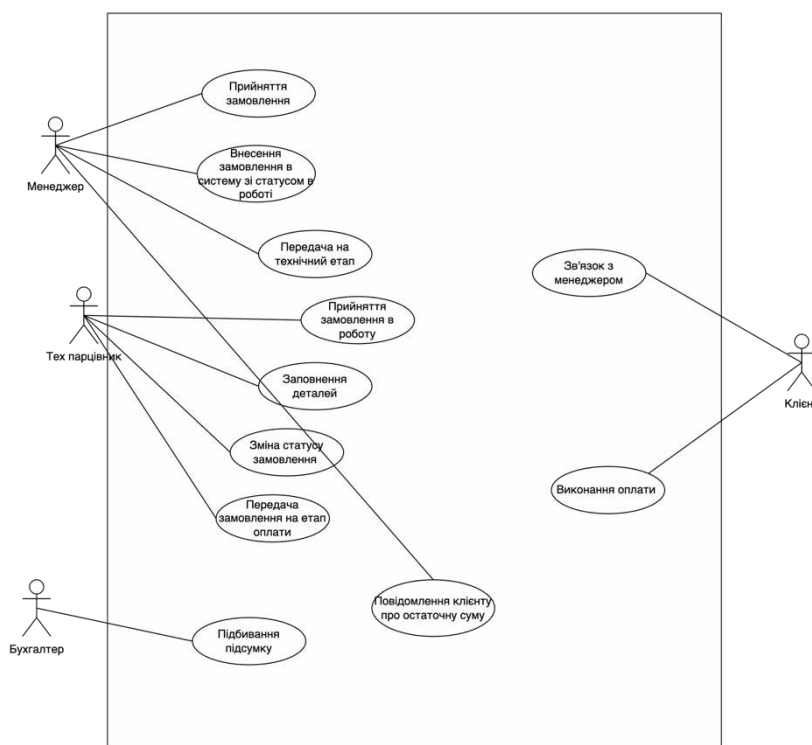 Прийняття
замовлення
Менеджер
Внесення
замовлення в
систему зі статусом в
роботі
Передача на
технічний етап
Зв'язок з
менеджером
Тех парцівник
Прийняття
замовлення в
роботу
Заповнення
деталей
Клієн
Зміна статусу
замовлення
Виконання оплати
Передача
замовлення на етап
оплати
Бухгалтер
Повідомлення клієнту
про остаточну суму
Підбивання
підсумку